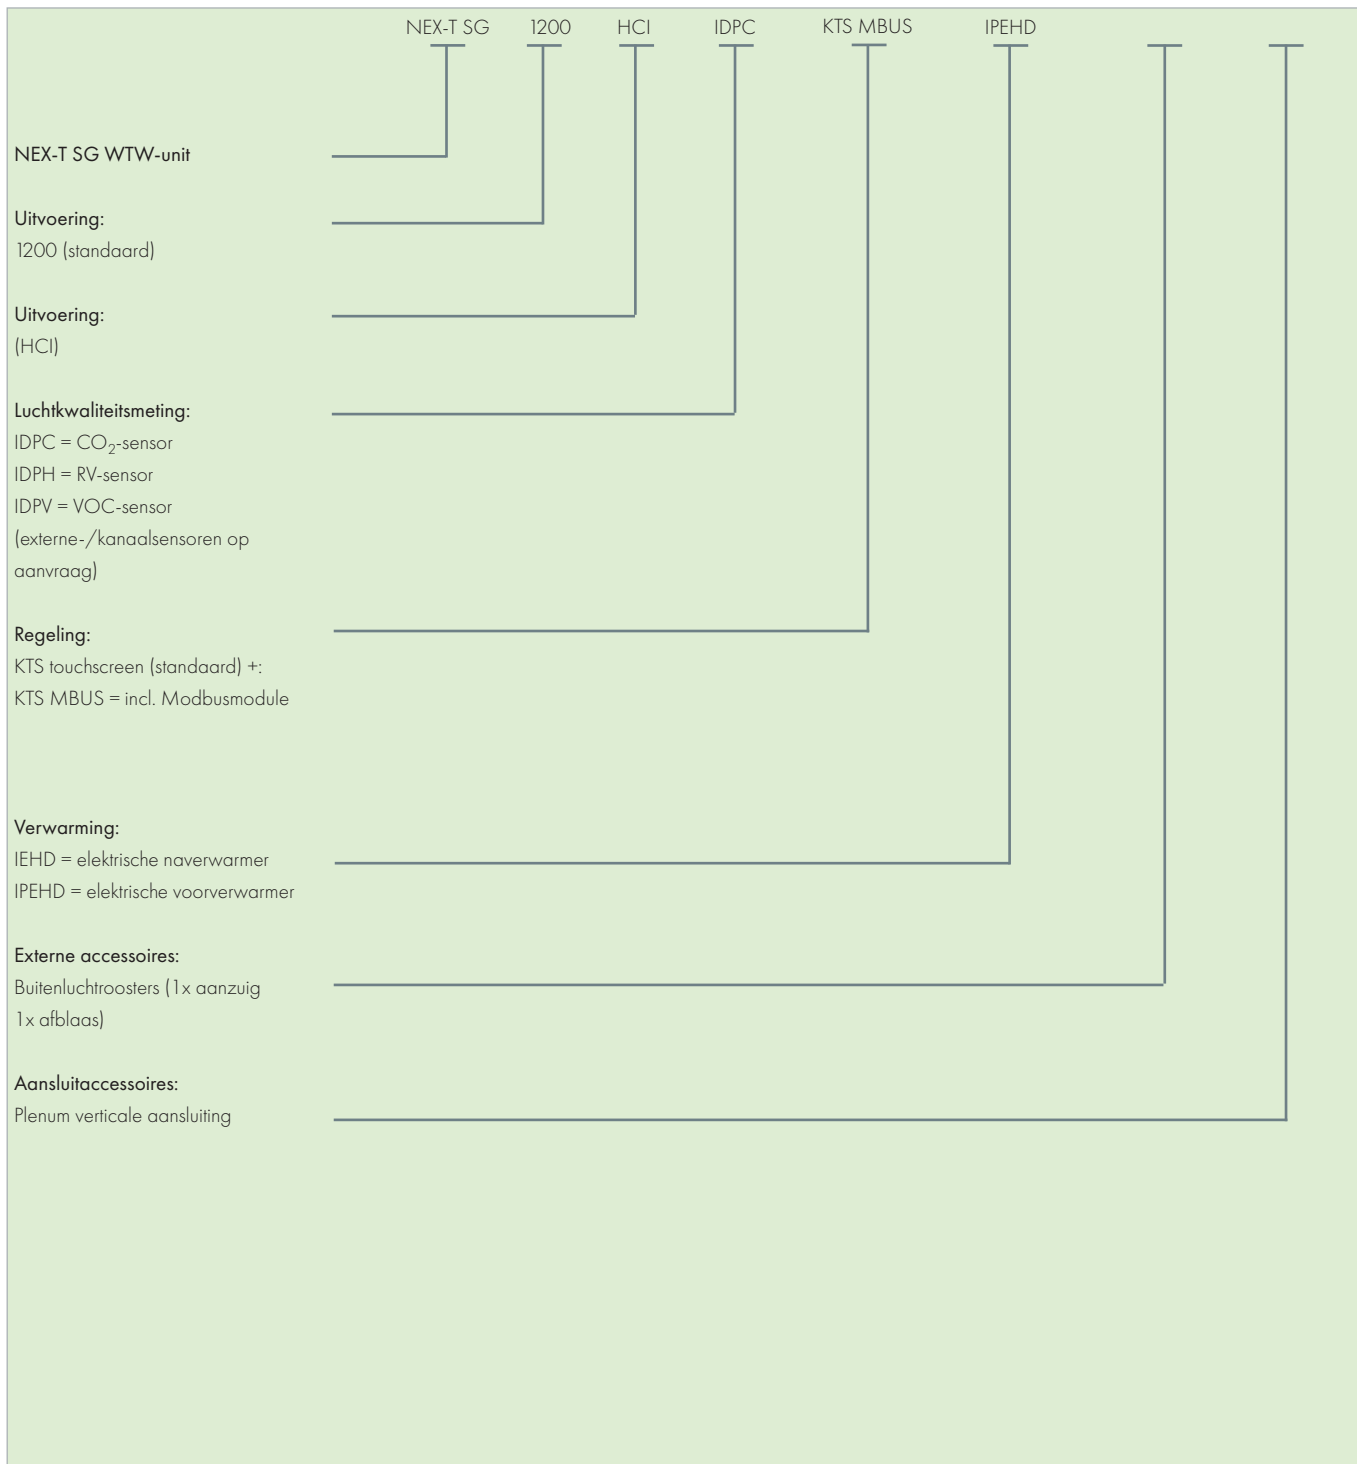 NEX-T SG 1200 HCI IDPC KTS MBUS IPEHD
NEX-T SG WTW-unit
Uitvoering:
1200 (standaard)
Uitvoering:
(HCI)
Luchtkwaliteitsmeting:
IDPC = CO₂-sensor
IDPH = RV-sensor
IDPV = VOC-sensor
(externe-/kanaalsensoren op
aanvraag)
Regeling:
KTS touchscreen (standaard) +:
KTS MBUS = incl. Modbusmodule
Verwarming:
IEHD = elektrische naverwarmer
IPEHD = elektrische voorverwarmer
Externe accessoires:
Buitenluchtroosters (1x aanzuig
1x afblaas)
Aansluitaccessoires:
Plenum verticale aansluiting